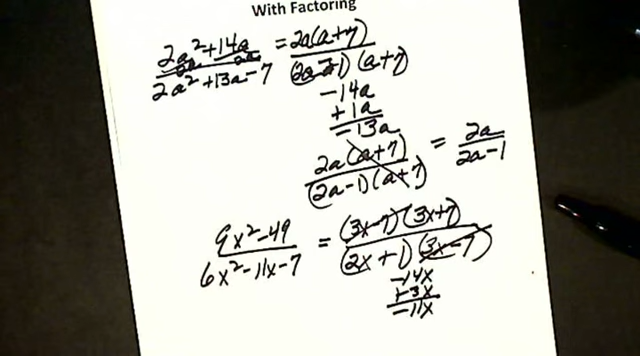 With Factoring
2a²+14a = 2a(a+7)
2a 2a
2a²+13a-7 (2a-1)(a+7)
-14a
+1a
-13a
2a(a+7) = 2a
(2a-1)(a+7) 2a-1
9x²-49 = (3x-7)(3x+7)
6x²-11x-7 (2x+1)(3x-7)
-14x
+3x
-11x